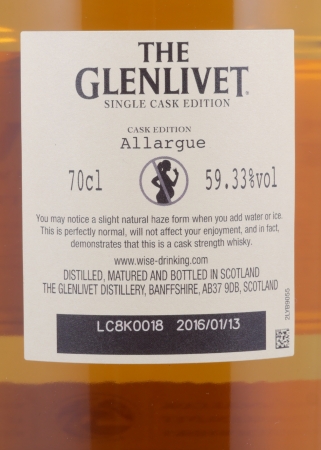 THE
GLENLIVET
SINGLE CASK EDITION
CASK EDITION
Allargue
70cl 59.33%vol
You may notice a slight natural haze form when you add water or ice.
This is perfectly normal, will not affect your enjoyment, and in fact,
demonstrates that this is a cask strength whisky.
www.wise-drinking.com
DISTILLED, MATURED AND BOTTLED IN SCOTLAND
THE GLENLIVET DISTILLERY, BANFFSHIRE, AB37 9DB, SCOTLAND
LC8K0018 2016/01/13